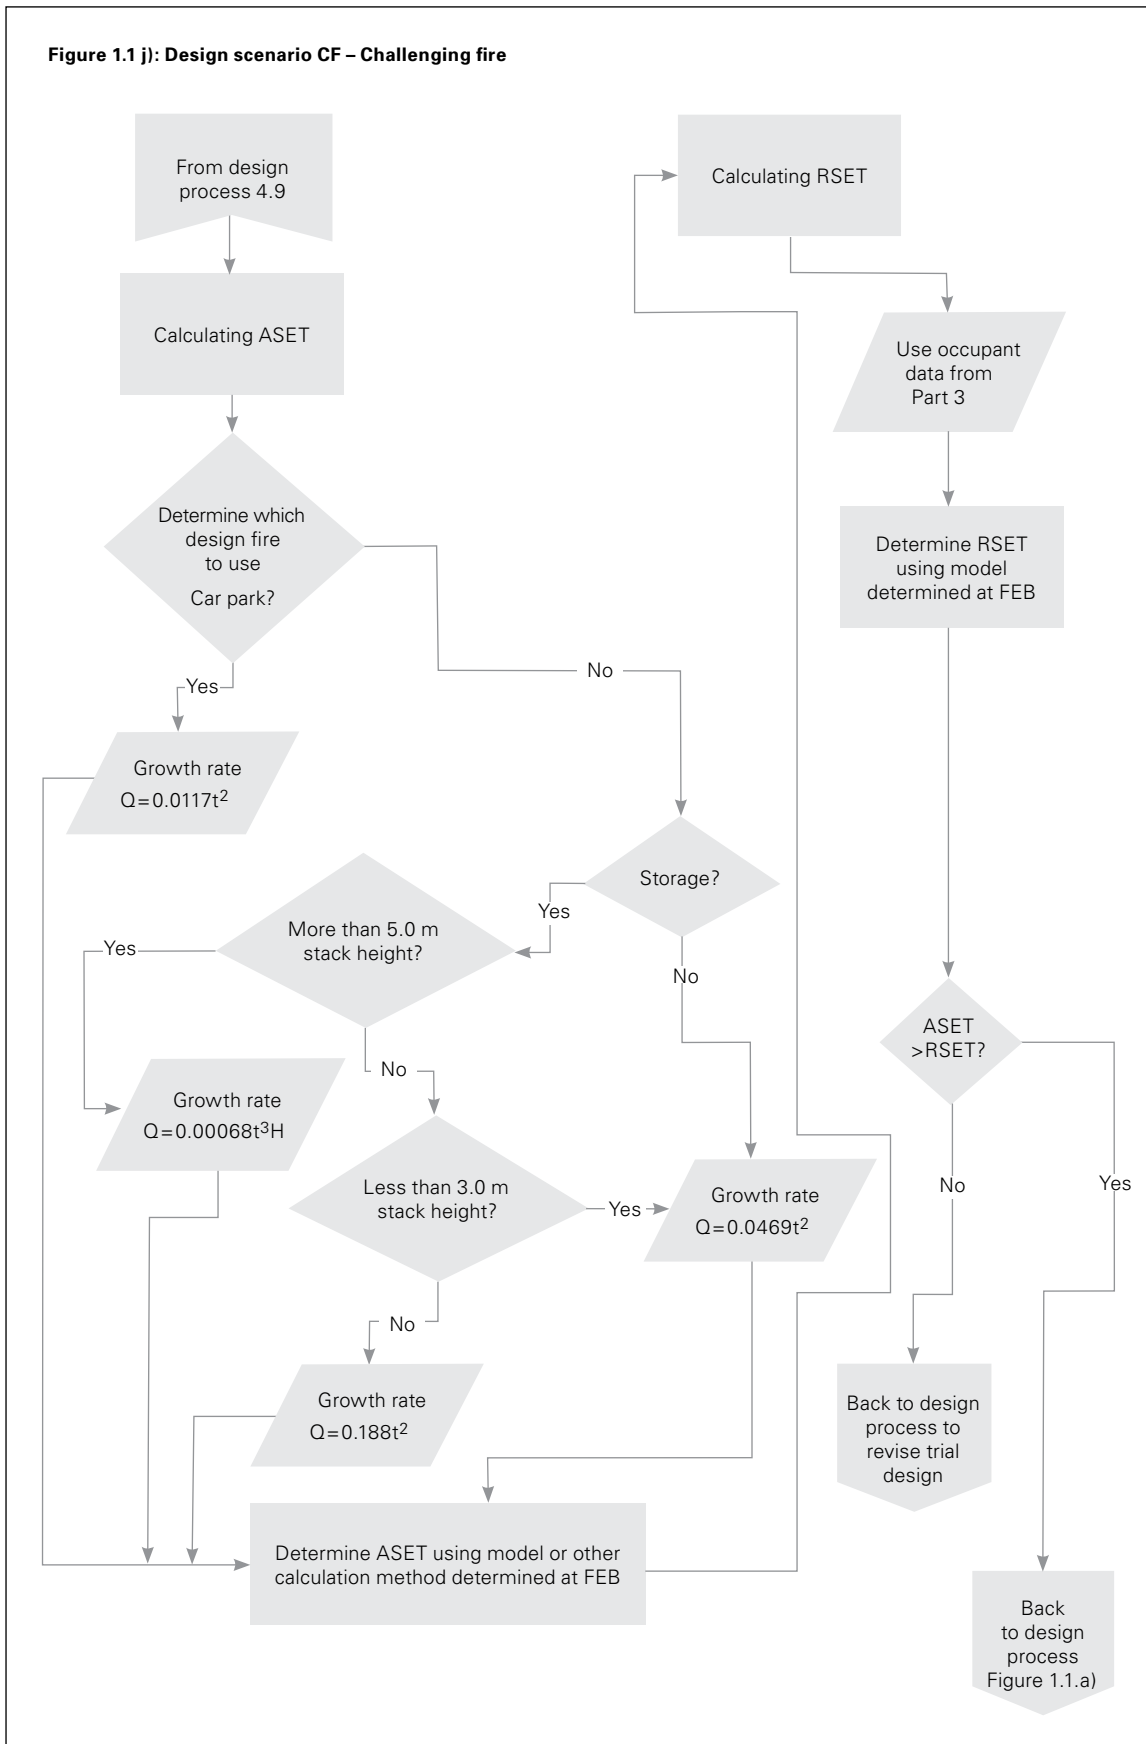 Figure 1.1 j): Design scenario CF – Challenging fire
From design
process 4.9
Calculating ASET
Determine which
design fire
to use
Car park?
Yes
No
Growth rate
Q=0.0117t²
Storage?
Yes
No
More than 5.0 m
stack height?
Yes
No
Growth rate
Q=0.00068t³H
Less than 3.0 m
stack height?
Yes
No
Growth rate
Q=0.0469t²
Growth rate
Q=0.188t²
Determine ASET using model or other
calculation method determined at FEB
Calculating RSET
Use occupant
data from
Part 3
Determine RSET
using model
determined at FEB
ASET
>RSET?
No
Yes
Back to design
process to
revise trial
design
Back
to design
process
Figure 1.1.a)